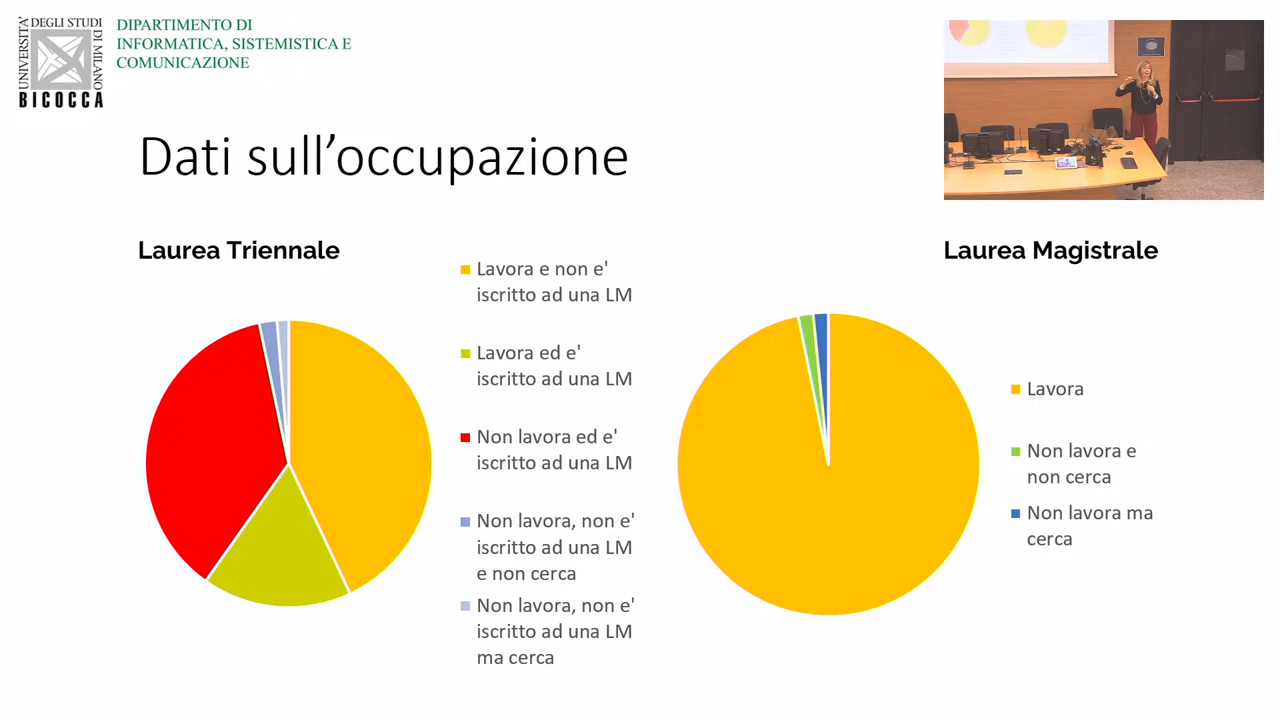 UNIVERSITA'
DEGLI STUDI
DI MILANO
BICOCCA
DIPARTIMENTO DI
INFORMATICA, SISTEMISTICA E
COMUNICAZIONE
Dati sull’occupazione
Laurea Triennale
Lavora e non e'
iscritto ad una LM
Lavora ed e'
iscritto ad una LM
Non lavora ed e'
iscritto ad una LM
Non lavora, non e'
iscritto ad una LM
e non cerca
Non lavora, non e'
iscritto ad una LM
ma cerca
Laurea Magistrale
Lavora
Non lavora e
non cerca
Non lavora ma
cerca